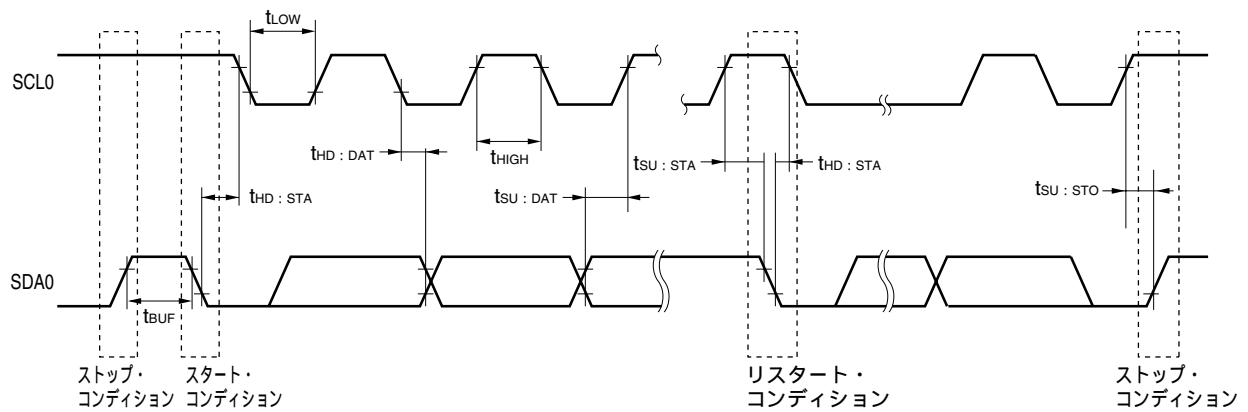 tLOW
SCL0
tHD : DAT
tHIGH
tSU : STA
tHD : STA
tHD : STA
tSU : DAT
tSU : STO
SDA0
tBUF
ストップ・
コンディション
スタート・
コンディション
リスタート・
コンディション
ストップ・
コンディション